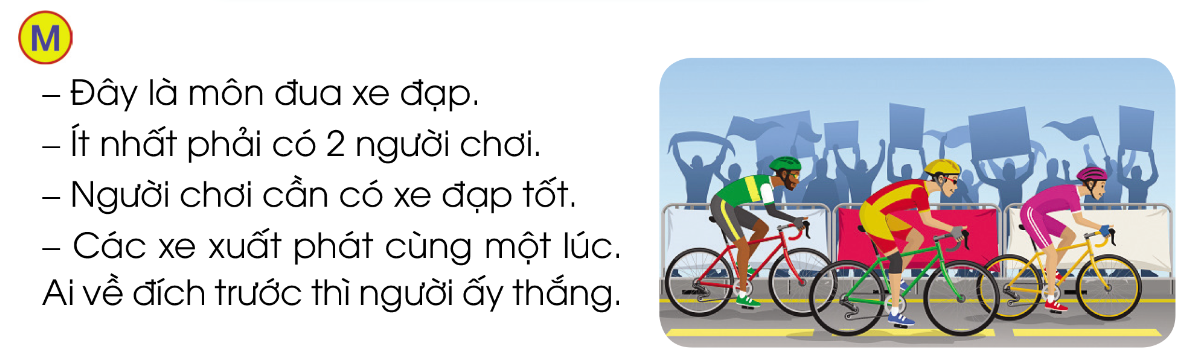 M
– Đây là môn đua xe đạp.
– Ít nhất phải có 2 người chơi.
– Người chơi cần có xe đạp tốt.
– Các xe xuất phát cùng một lúc.
Ai về đích trước thì người ấy thắng.